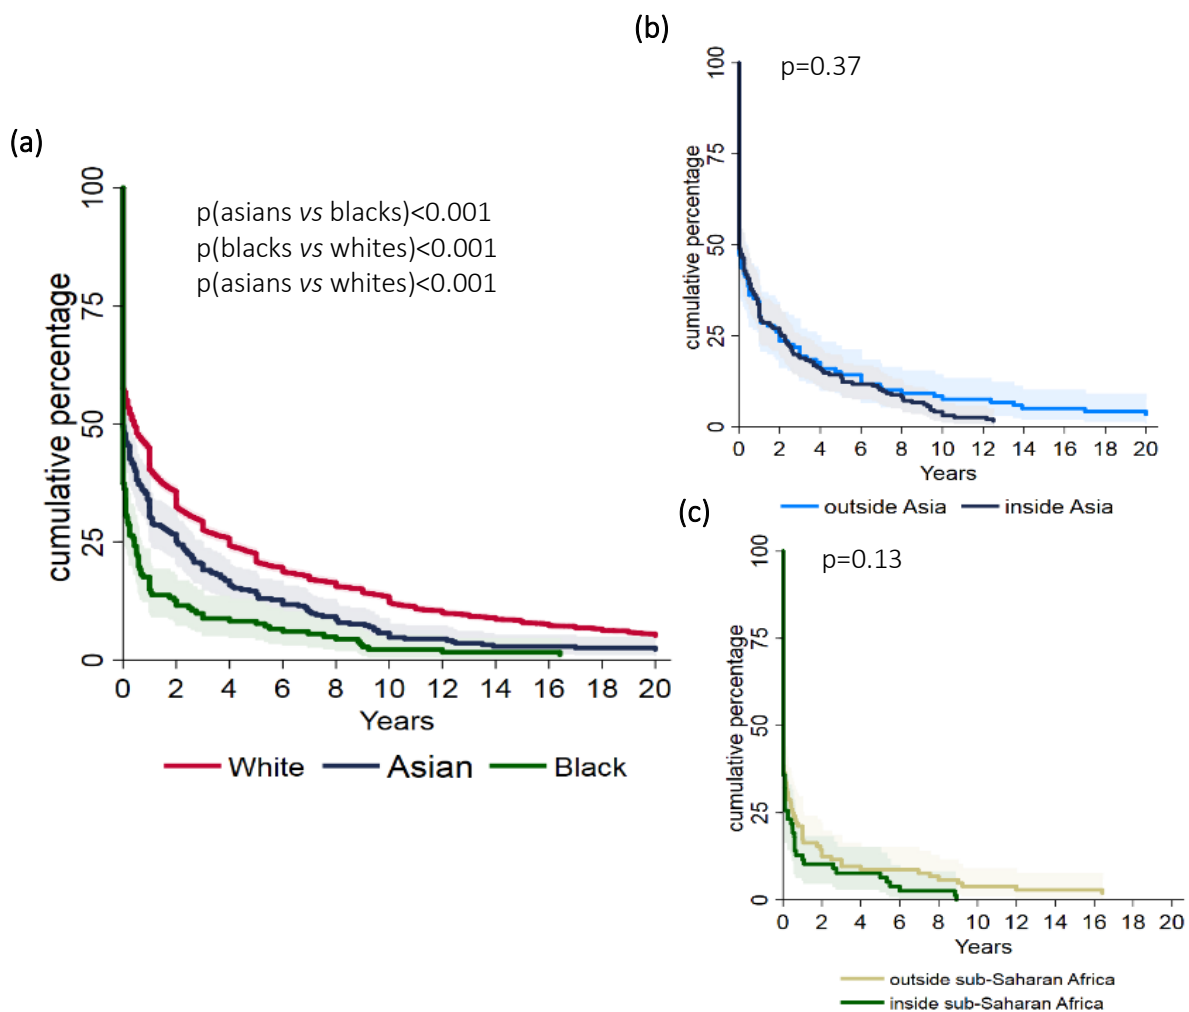 (a)
100
75
50
25
0
cumulative percentage
p(asians vs blacks)<0.001
p(blacks vs whites)<0.001
p(asians vs whites)<0.001
0 2 4 6 8 10 12 14 16 18 20
Years
White Asian Black
(b)
100
75
50
25
0
cumulative percentage
p=0.37
0 2 4 6 8 10 12 14 16 18 20
Years
outside Asia inside Asia
(c)
100
75
50
25
0
cumulative percentage
p=0.13
0 2 4 6 8 10 12 14 16 18 20
Years
outside sub-Saharan Africa
inside sub-Saharan Africa